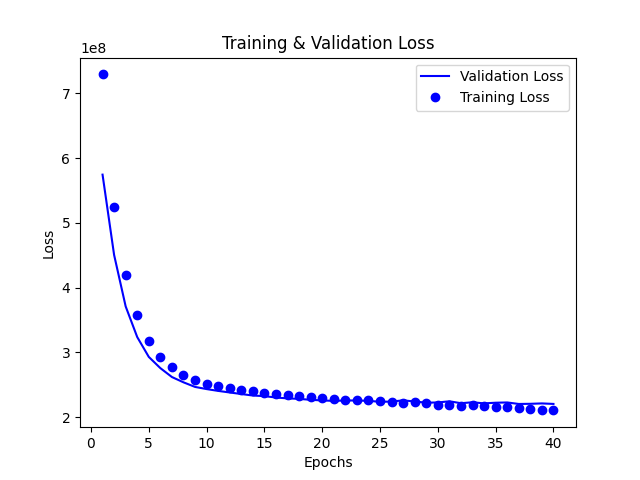 Training & Validation Loss
1e8
Validation Loss
Training Loss
7
6
5
4
3
2
Loss
0 5 10 15 20 25 30 35 40
Epochs